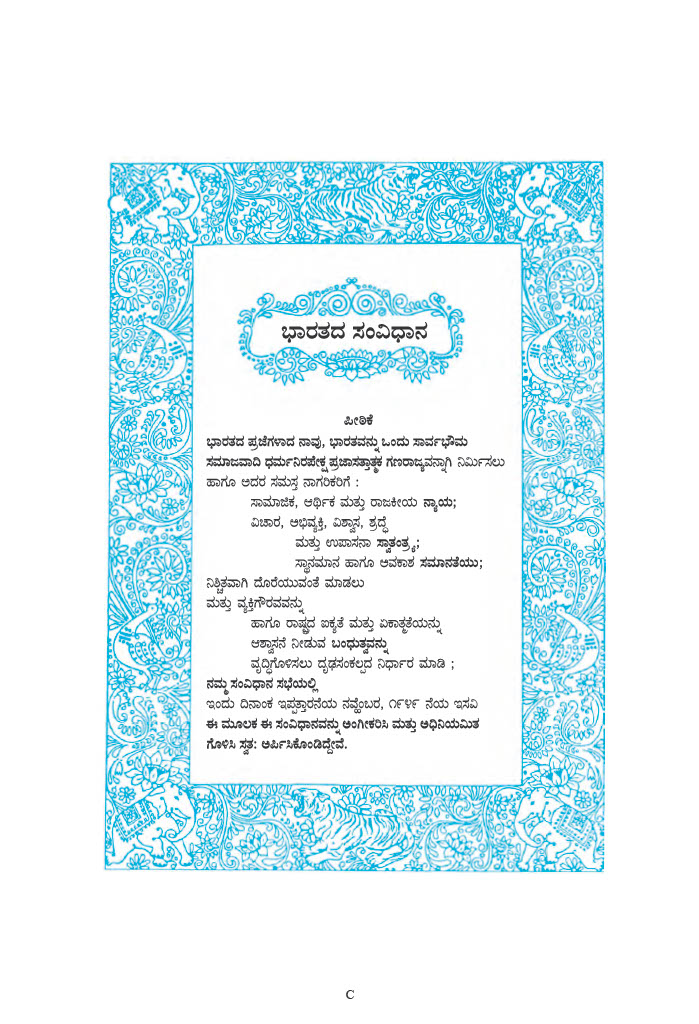 ಭಾರತದ ಸಂವಿಧಾನ
ಪೀಠಿಕೆ
ಭಾರತದ ಪ್ರಜೆಗಳಾದ ನಾವು, ಭಾರತವನ್ನು ಒಂದು ಸಾರ್ವಭೌಮ
ಸಮಾಜವಾದಿ ಧರ್ಮನಿರಪೇಕ್ಷ ಪ್ರಜಾಸತ್ತಾತ್ಮಕ ಗಣರಾಜ್ಯವನ್ನಾಗಿ ನಿರ್ಮಿಸಲು
ಹಾಗೂ ಅದರ ಸಮಸ್ತ ನಾಗರಿಕರಿಗೆ :
ಸಾಮಾಜಿಕ, ಆರ್ಥಿಕ ಮತ್ತು ರಾಜಕೀಯ ನ್ಯಾಯ;
ವಿಚಾರ, ಅಭಿವ್ಯಕ್ತಿ, ವಿಶ್ವಾಸ, ಶ್ರದ್ಧೆ
ಮತ್ತು ಉಪಾಸನಾ ಸ್ವಾತಂತ್ರ್ಯ;
ಸ್ಥಾನಮಾನ ಹಾಗೂ ಅವಕಾಶ ಸಮಾನತೆಯು;
ನಿಶ್ಚಿತವಾಗಿ ದೊರೆಯುವಂತೆ ಮಾಡಲು
ಮತ್ತು ವ್ಯಕ್ತಿಗೌರವವನ್ನು
ಹಾಗೂ ರಾಷ್ಟ್ರದ ಐಕ್ಯತೆ ಮತ್ತು ಏಕಾತ್ಮತೆಯನ್ನು
ಆಶ್ವಾಸನೆ ನೀಡುವ ಬಂಧುತ್ವವನ್ನು
ವೃದ್ಧಿಗೊಳಿಸಲು ದೃಢಸಂಕಲ್ಪದ ನಿರ್ಧಾರ ಮಾಡಿ ;
ನಮ್ಮ ಸಂವಿಧಾನ ಸಭೆಯಲ್ಲಿ
ಇಂದು ದಿನಾಂಕ ಇಪ್ಪತ್ತಾರನೆಯ ನವ್ಹೆಂಬರ, ೧೯೪೯ ನೆಯ ಇಸವಿ
ಈ ಮೂಲಕ ಈ ಸಂವಿಧಾನವನ್ನು ಅಂಗೀಕರಿಸಿ ಮತ್ತು ಅಧಿನಿಯಮಿತ
ಗೊಳಿಸಿ ಸ್ವತ: ಅರ್ಪಿಸಿಕೊಂಡಿದ್ದೇವೆ.
C